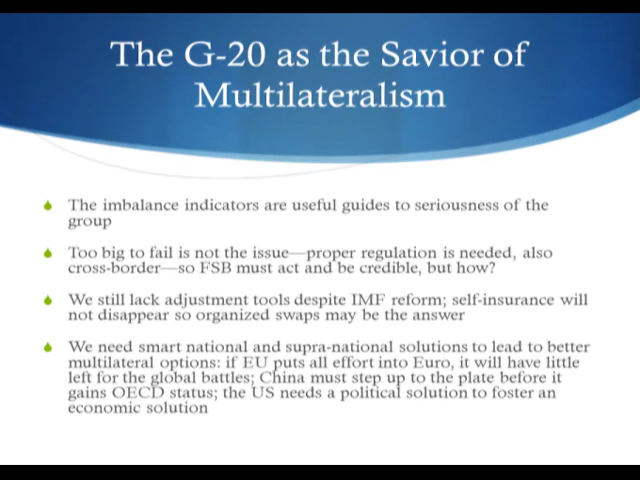 The G-20 as the Savior of
Multilateralism
The imbalance indicators are useful guides to seriousness of the
group
Too big to fail is not the issue—proper regulation is needed, also
cross-border—so FSB must act and be credible, but how?
We still lack adjustment tools despite IMF reform; self-insurance will
not disappear so organized swaps may be the answer
We need smart national and supra-national solutions to lead to better
multilateral options: if EU puts all effort into Euro, it will have little
left for the global battles; China must step up to the plate before it
gains OECD status; the US needs a political solution to foster an
economic solution